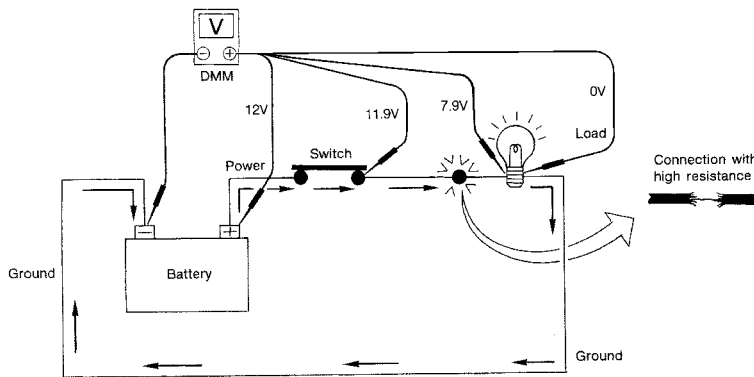 V
− +
DMM
12V
11.9V
7.9V
0V
Load
Power
Switch
Connection with
high resistance
− +
Battery
Ground
Ground